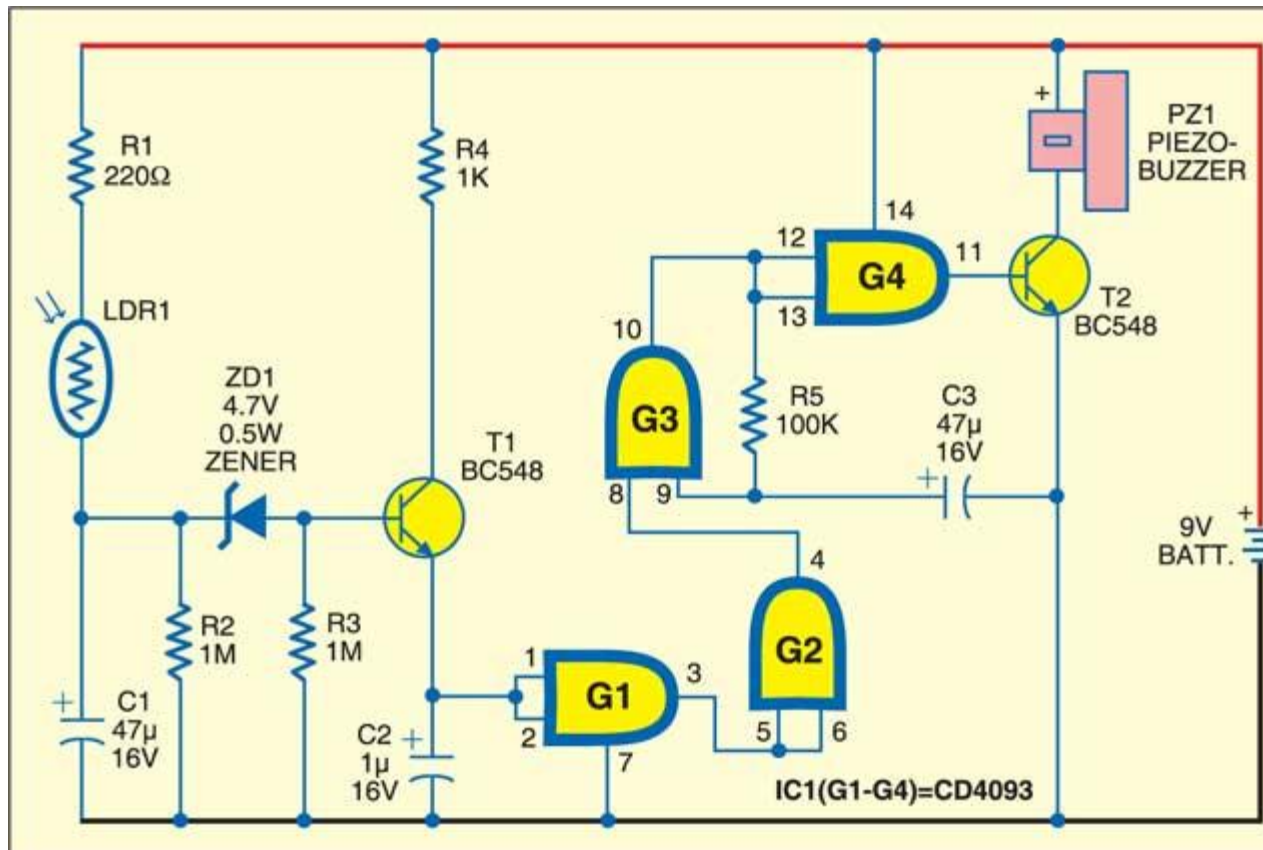 R1
220Ω
R4
1K
+
PZ1
PIEZO-
BUZZER
14
12
G4
11
13
T2
BC548
LDR1
10
ZD1
4.7V
0.5W
ZENER
T1
BC548
G3
R5
100K
C3
47µ
16V
+
8
9
+
9V
BATT.
4
R2
1M
R3
1M
G2
1
G1
3
2
5
6
7
+
C1
47µ
16V
+
C2
1µ
16V
IC1(G1-G4)=CD4093